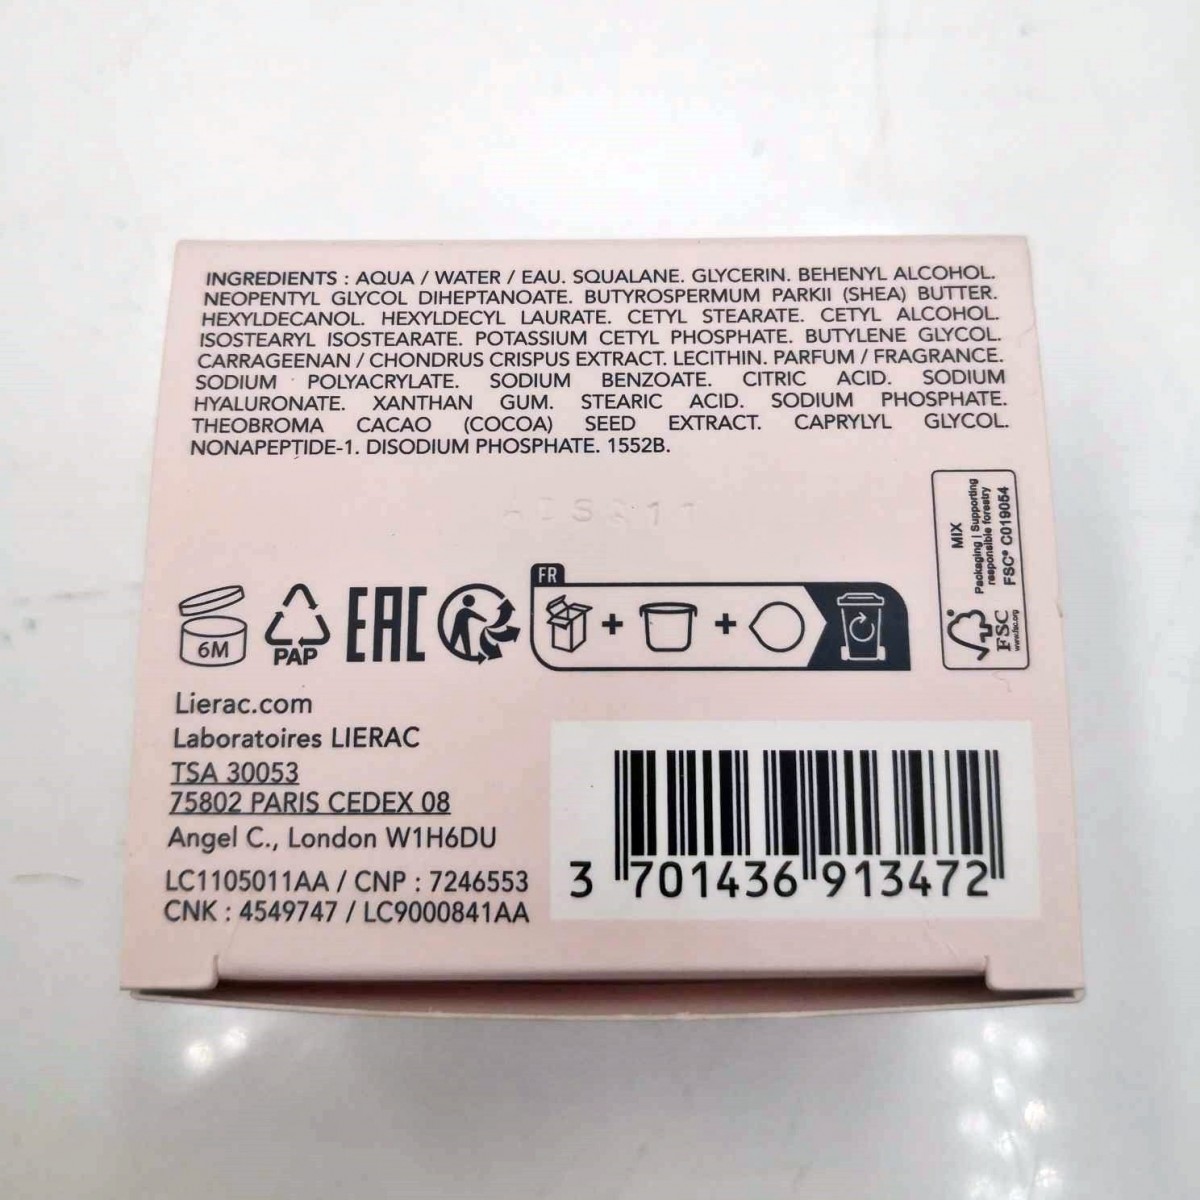 INGREDIENTS : AQUA / WATER / EAU. SQUALANE. GLYCERIN. BEHENYL ALCOHOL.
NEOPENTYL GLYCOL DIHEPTANOATE. BUTYROSPERMUM PARKII (SHEA) BUTTER.
HEXYLDECANOL. HEXYLDECYL LAURATE. CETYL STEARATE. CETYL ALCOHOL.
ISOSTEARYL ISOSTEARATE. POTASSIUM CETYL PHOSPHATE. BUTYLENE GLYCOL.
CARRAGEENAN / CHONDRUS CRISPUS EXTRACT. LECITHIN. PARFUM / FRAGRANCE.
SODIUM POLYACRYLATE. SODIUM BENZOATE. CITRIC ACID. SODIUM
HYALURONATE. XANTHAN GUM. STEARIC ACID. SODIUM PHOSPHATE.
THEOBROMA CACAO (COCOA) SEED EXTRACT. CAPRYLYL GLYCOL.
NONAPEPTIDE-1. DISODIUM PHOSPHATE. 1552B.
MIX
Packaging | Supporting
responsible forestry
FSC® C019054
FSC
www.fsc.org
6M
PAP
EAC
FR
Lierac.com
Laboratoires LIERAC
TSA 30053
75802 PARIS CEDEX 08
Angel C., London W1H6DU
LC1105011AA / CNP : 7246553
CNK : 4549747 / LC9000841AA
3 701436 913472